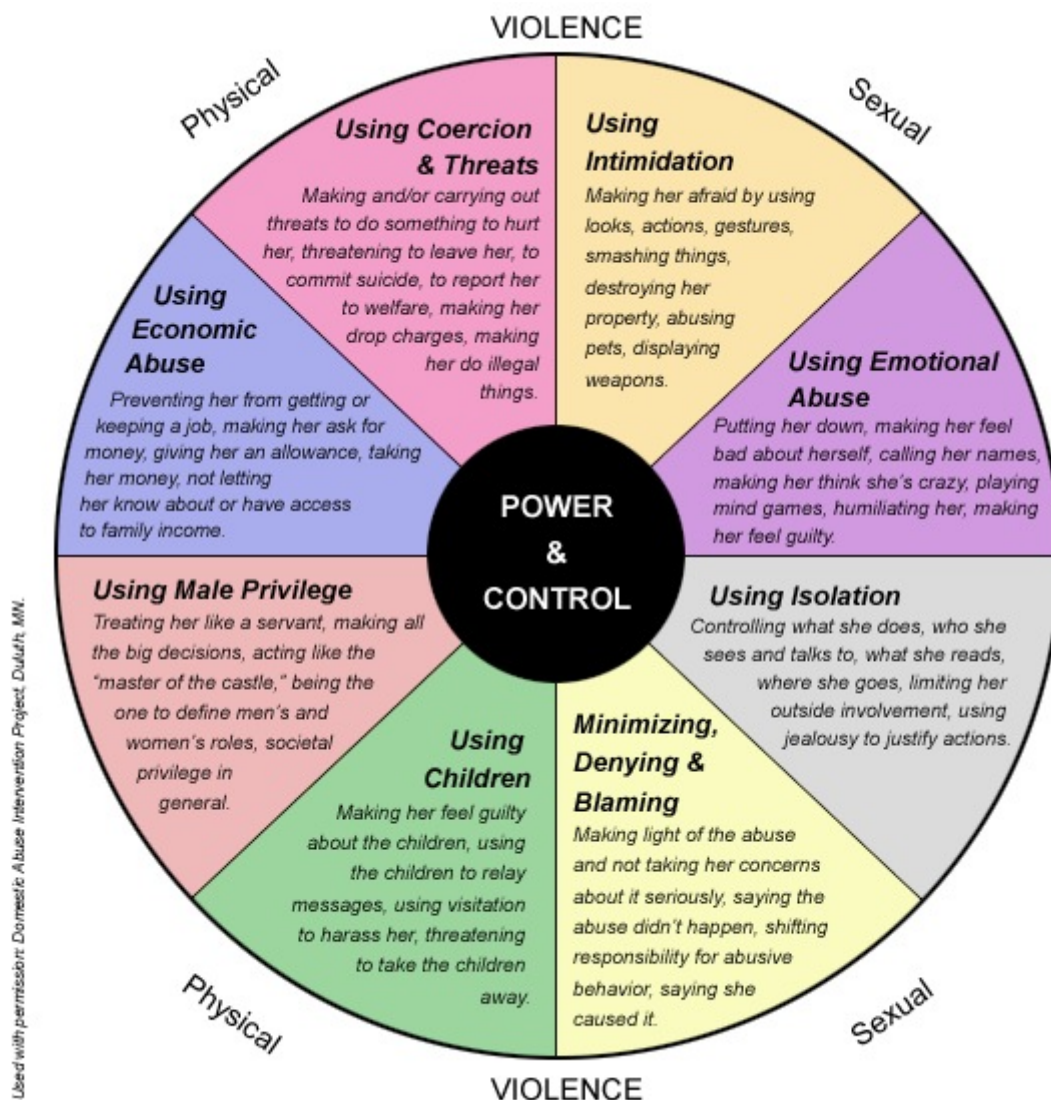 VIOLENCE
Physical
Sexual
Using Coercion
& Threats
Making and/or carrying out
threats to do something to hurt
her, threatening to leave her, to
commit suicide, to report her
to welfare, making her
drop charges, making
her do illegal
things.
Using
Intimidation
Making her afraid by using
looks, actions, gestures,
smashing things,
destroying her
property, abusing
pets, displaying
weapons.
Using Emotional
Abuse
Putting her down, making her feel
bad about herself, calling her names,
making her think she's crazy, playing
mind games, humiliating her, making
her feel guilty.
Using Isolation
Controlling what she does, who she
sees and talks to, what she reads,
where she goes, limiting her
outside involvement, using
jealousy to justify actions.
Minimizing,
Denying &
Blaming
Making light of the abuse
and not taking her concerns
about it seriously, saying the
abuse didn't happen, shifting
responsibility for abusive
behavior, saying she
caused it.
Using
Children
Making her feel guilty
about the children, using
the children to relay
messages, using visitation
to harass her, threatening
to take the children
away.
Using Male Privilege
Treating her like a servant, making all
the big decisions, acting like the
"master of the castle," being the
one to define men's and
women's roles, societal
privilege in
general.
Using
Economic
Abuse
Preventing her from getting or
keeping a job, making her ask for
money, giving her an allowance, taking
her money, not letting
her know about or have access
to family income.
POWER
&
CONTROL
Physical
Sexual
VIOLENCE
Used with permission: Domestic Abuse Intervention Project, Duluth, MN.